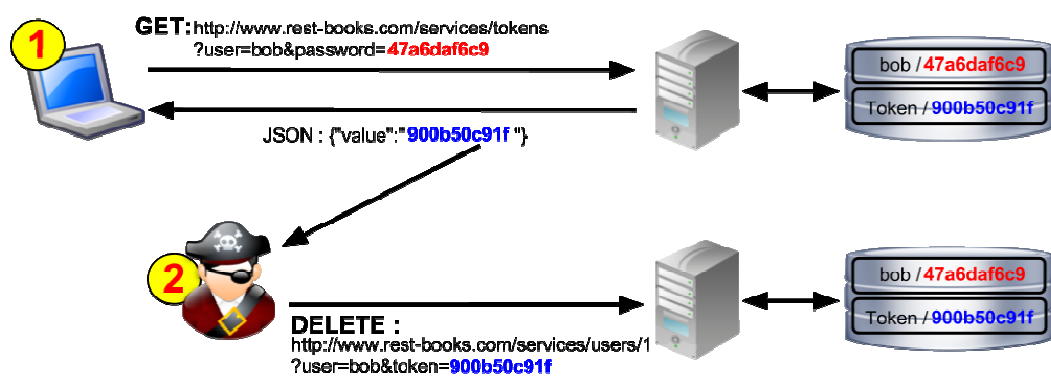 1
GET: http://www.rest-books.com/services/tokens
?user=bob&password=47a6daf6c9
bob / 47a6daf6c9
Token / 900b50c91f
JSON : {"value":"900b50c91f "}
2
DELETE :
http://www.rest-books.com/services/users/1
?user=bob&token=900b50c91f
bob / 47a6daf6c9
Token / 900b50c91f